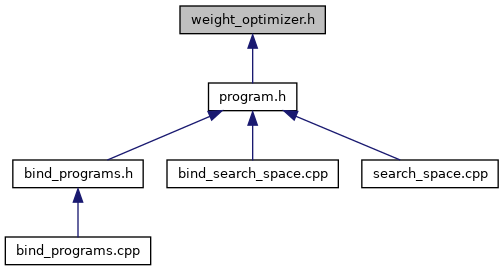 weight_optimizer.h
program.h
bind_programs.h
bind_search_space.cpp
search_space.cpp
bind_programs.cpp